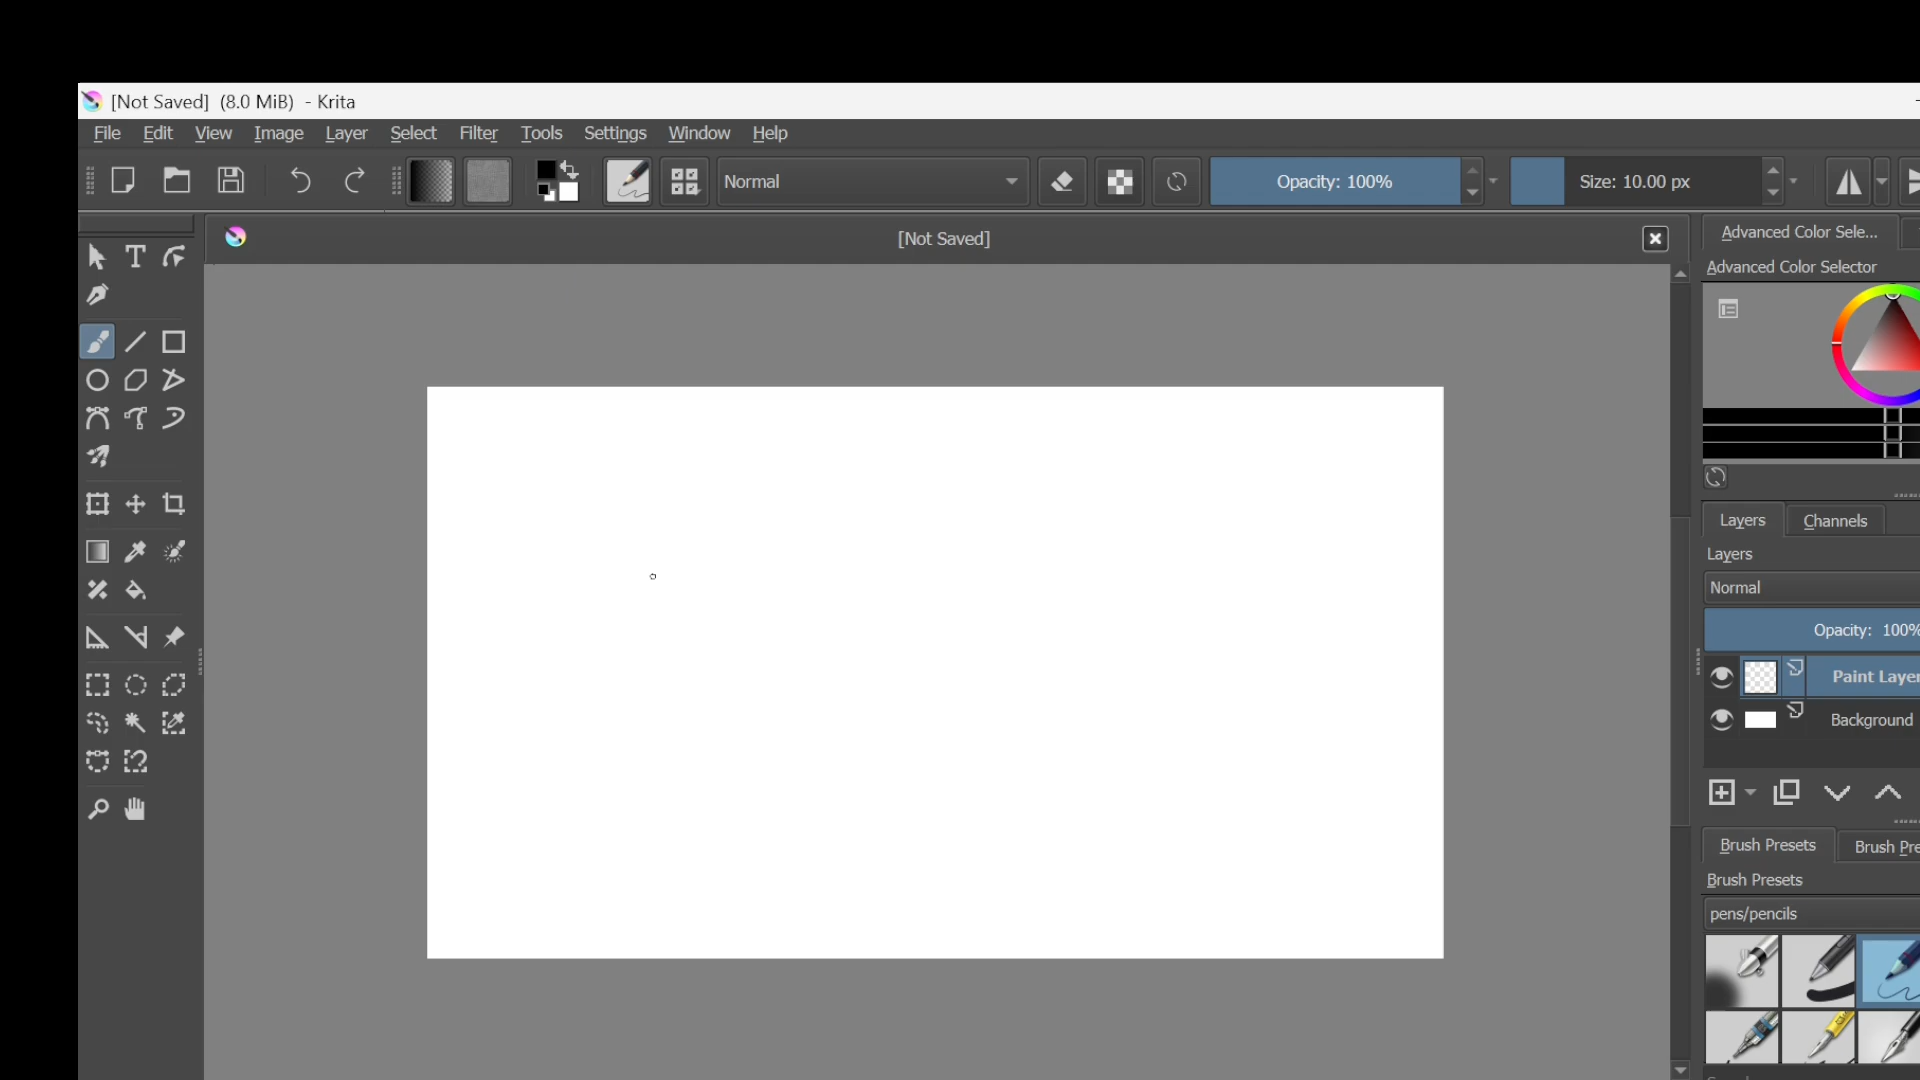 [Not Saved] (8.0 MiB) - Krita
File Edit View Image Layer Select Filter Tools Settings Window Help
Normal Opacity: 100% Size: 10.00 px
[Not Saved]
Advanced Color Sele...
Advanced Color Selector
Layers Channels
Layers
Normal
Opacity: 100%
Paint Layer
Background
Brush Presets Brush Pre
Brush Presets
pens/pencils